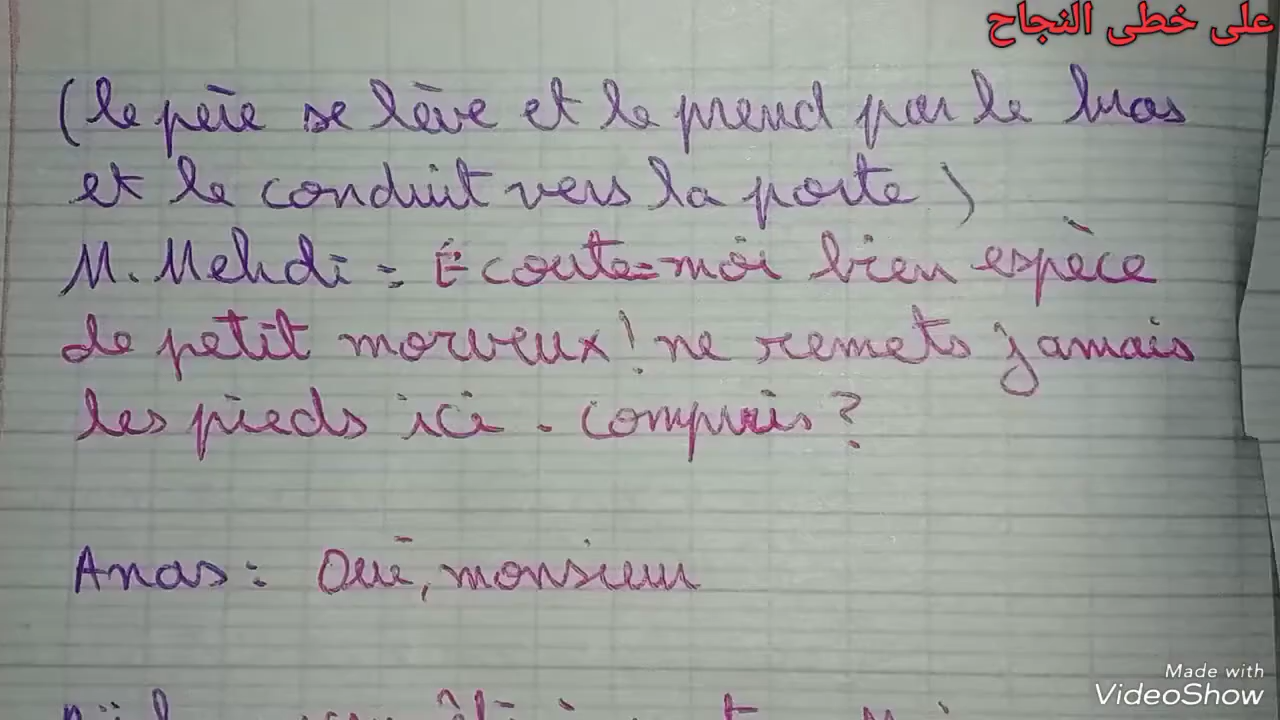 على خطى النجاح
(le père se lève et le prend par le bras
et le conduit vers la porte)
M. Mehdi : Écoute-moi bien espèce
de petit morveux ! ne remets jamais
les pieds ici. compris ?
Anas : Oui, monsieur
Made with
VideoShow